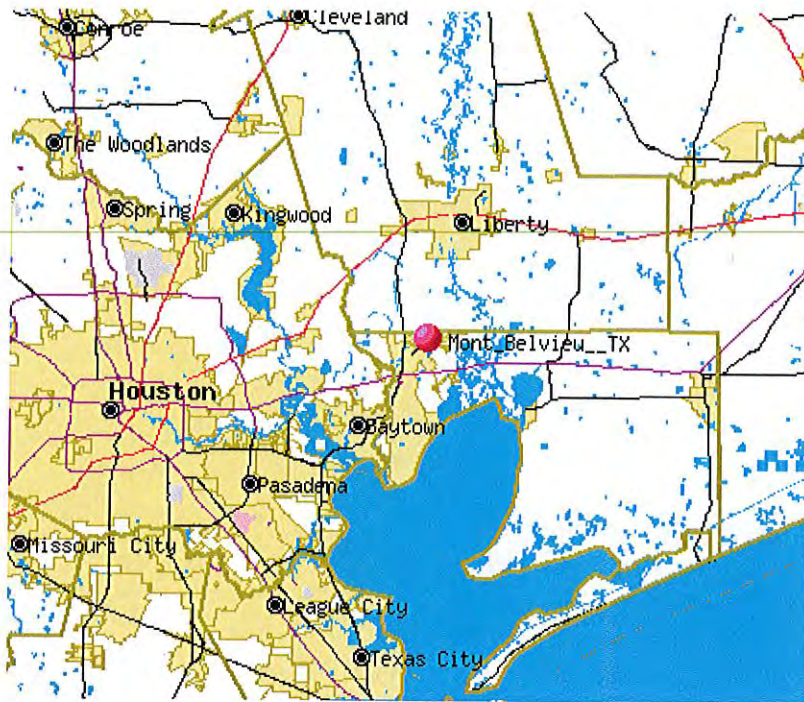 Cleveland
Conroe
The Woodlands
Spring
Kingwood
Liberty
Mont_Belvieu__TX
Houston
Baytown
Pasadena
Missouri City
League City
Texas City